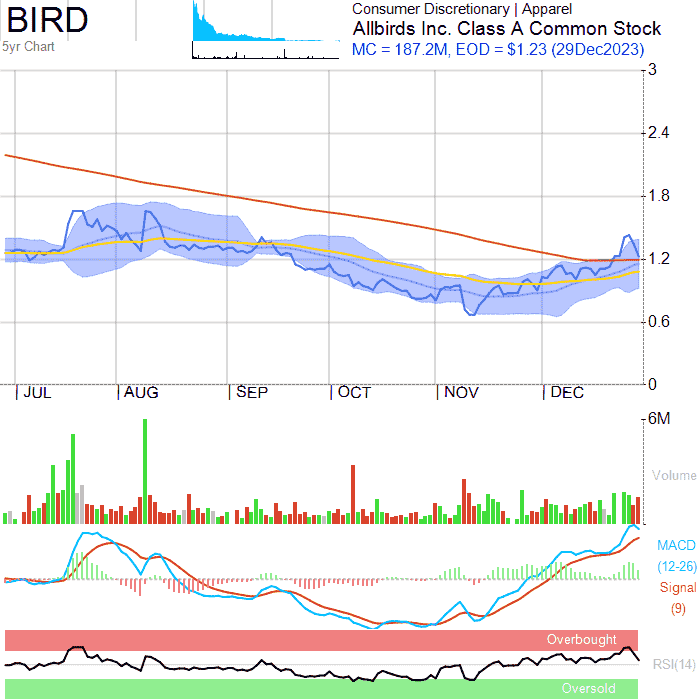 BIRD
5yr Chart
Consumer Discretionary | Apparel
Allbirds Inc. Class A Common Stock
MC = 187.2M, EOD = $1.23 (29Dec2023)
3
2.4
1.8
1.2
0.6
0
JUL AUG SEP OCT NOV DEC
6M
Volume
MACD
(12-26)
Signal
(9)
Overbought
RSI(14)
Oversold